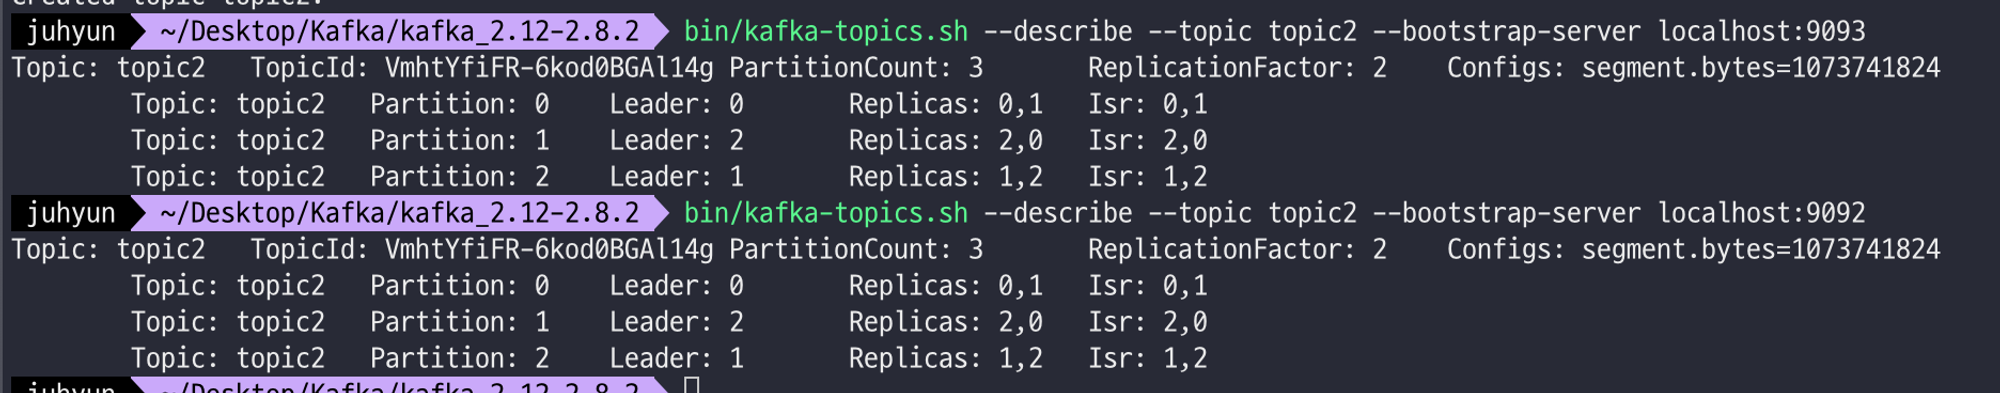 Created topic topic2.
juhyun ~/Desktop/Kafka/kafka_2.12-2.8.2 bin/kafka-topics.sh --describe --topic topic2 --bootstrap-server localhost:9093
Topic: topic2 TopicId: VmhtYfiFR-6kod0BGAl14g PartitionCount: 3 ReplicationFactor: 2 Configs: segment.bytes=1073741824
Topic: topic2 Partition: 0 Leader: 0 Replicas: 0,1 Isr: 0,1
Topic: topic2 Partition: 1 Leader: 2 Replicas: 2,0 Isr: 2,0
Topic: topic2 Partition: 2 Leader: 1 Replicas: 1,2 Isr: 1,2
juhyun ~/Desktop/Kafka/kafka_2.12-2.8.2 bin/kafka-topics.sh --describe --topic topic2 --bootstrap-server localhost:9092
Topic: topic2 TopicId: VmhtYfiFR-6kod0BGAl14g PartitionCount: 3 ReplicationFactor: 2 Configs: segment.bytes=1073741824
Topic: topic2 Partition: 0 Leader: 0 Replicas: 0,1 Isr: 0,1
Topic: topic2 Partition: 1 Leader: 2 Replicas: 2,0 Isr: 2,0
Topic: topic2 Partition: 2 Leader: 1 Replicas: 1,2 Isr: 1,2
juhyun ~/Desktop/Kafka/kafka_2.12-2.8.2